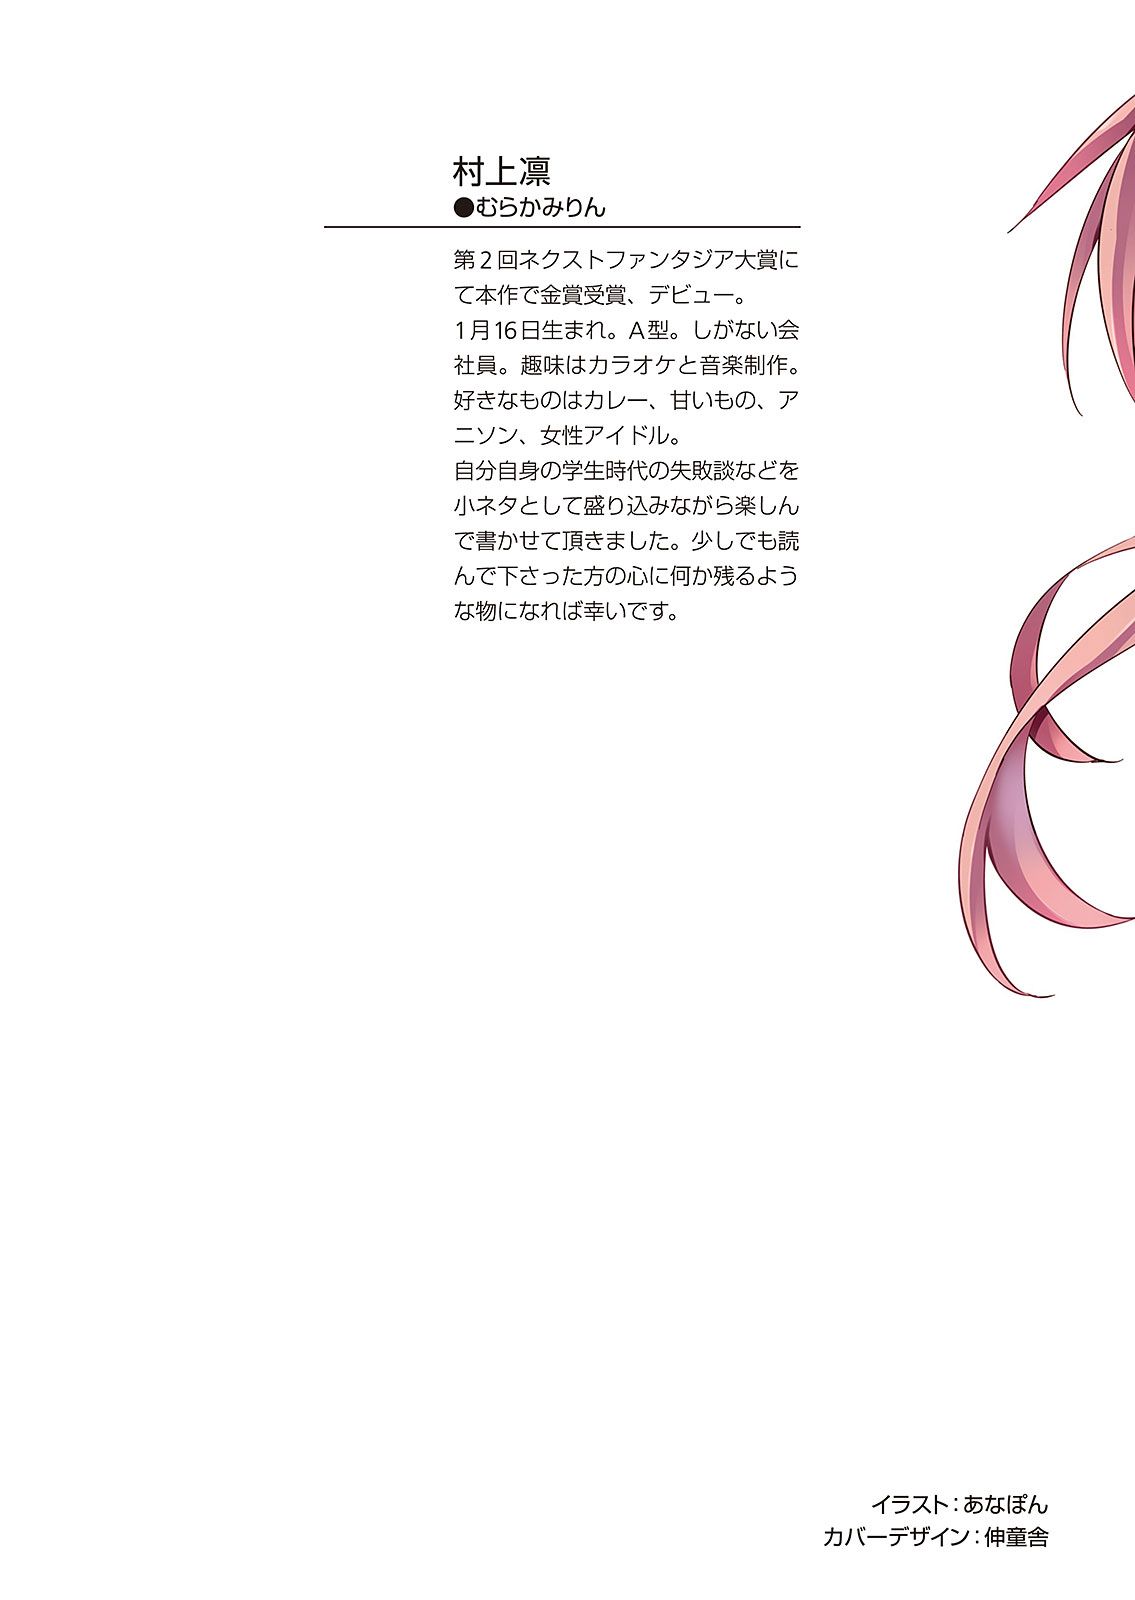 村上凛
●むらかみりん
第2回ネクストファンタジア大賞に
て本作で金賞受賞、デビュー。
1月16日生まれ。A型。しがない会
社員。趣味はカラオケと音楽制作。
好きなものはカレー、甘いもの、ア
ニソン、女性アイドル。
自分自身の学生時代の失敗談などを
小ネタとして盛り込みながら楽しん
で書かせて頂きました。少しでも読
んで下さった方の心に何か残るよう
な物になれば幸いです。
イラスト：あなぽん
カバーデザイン：伸童舎